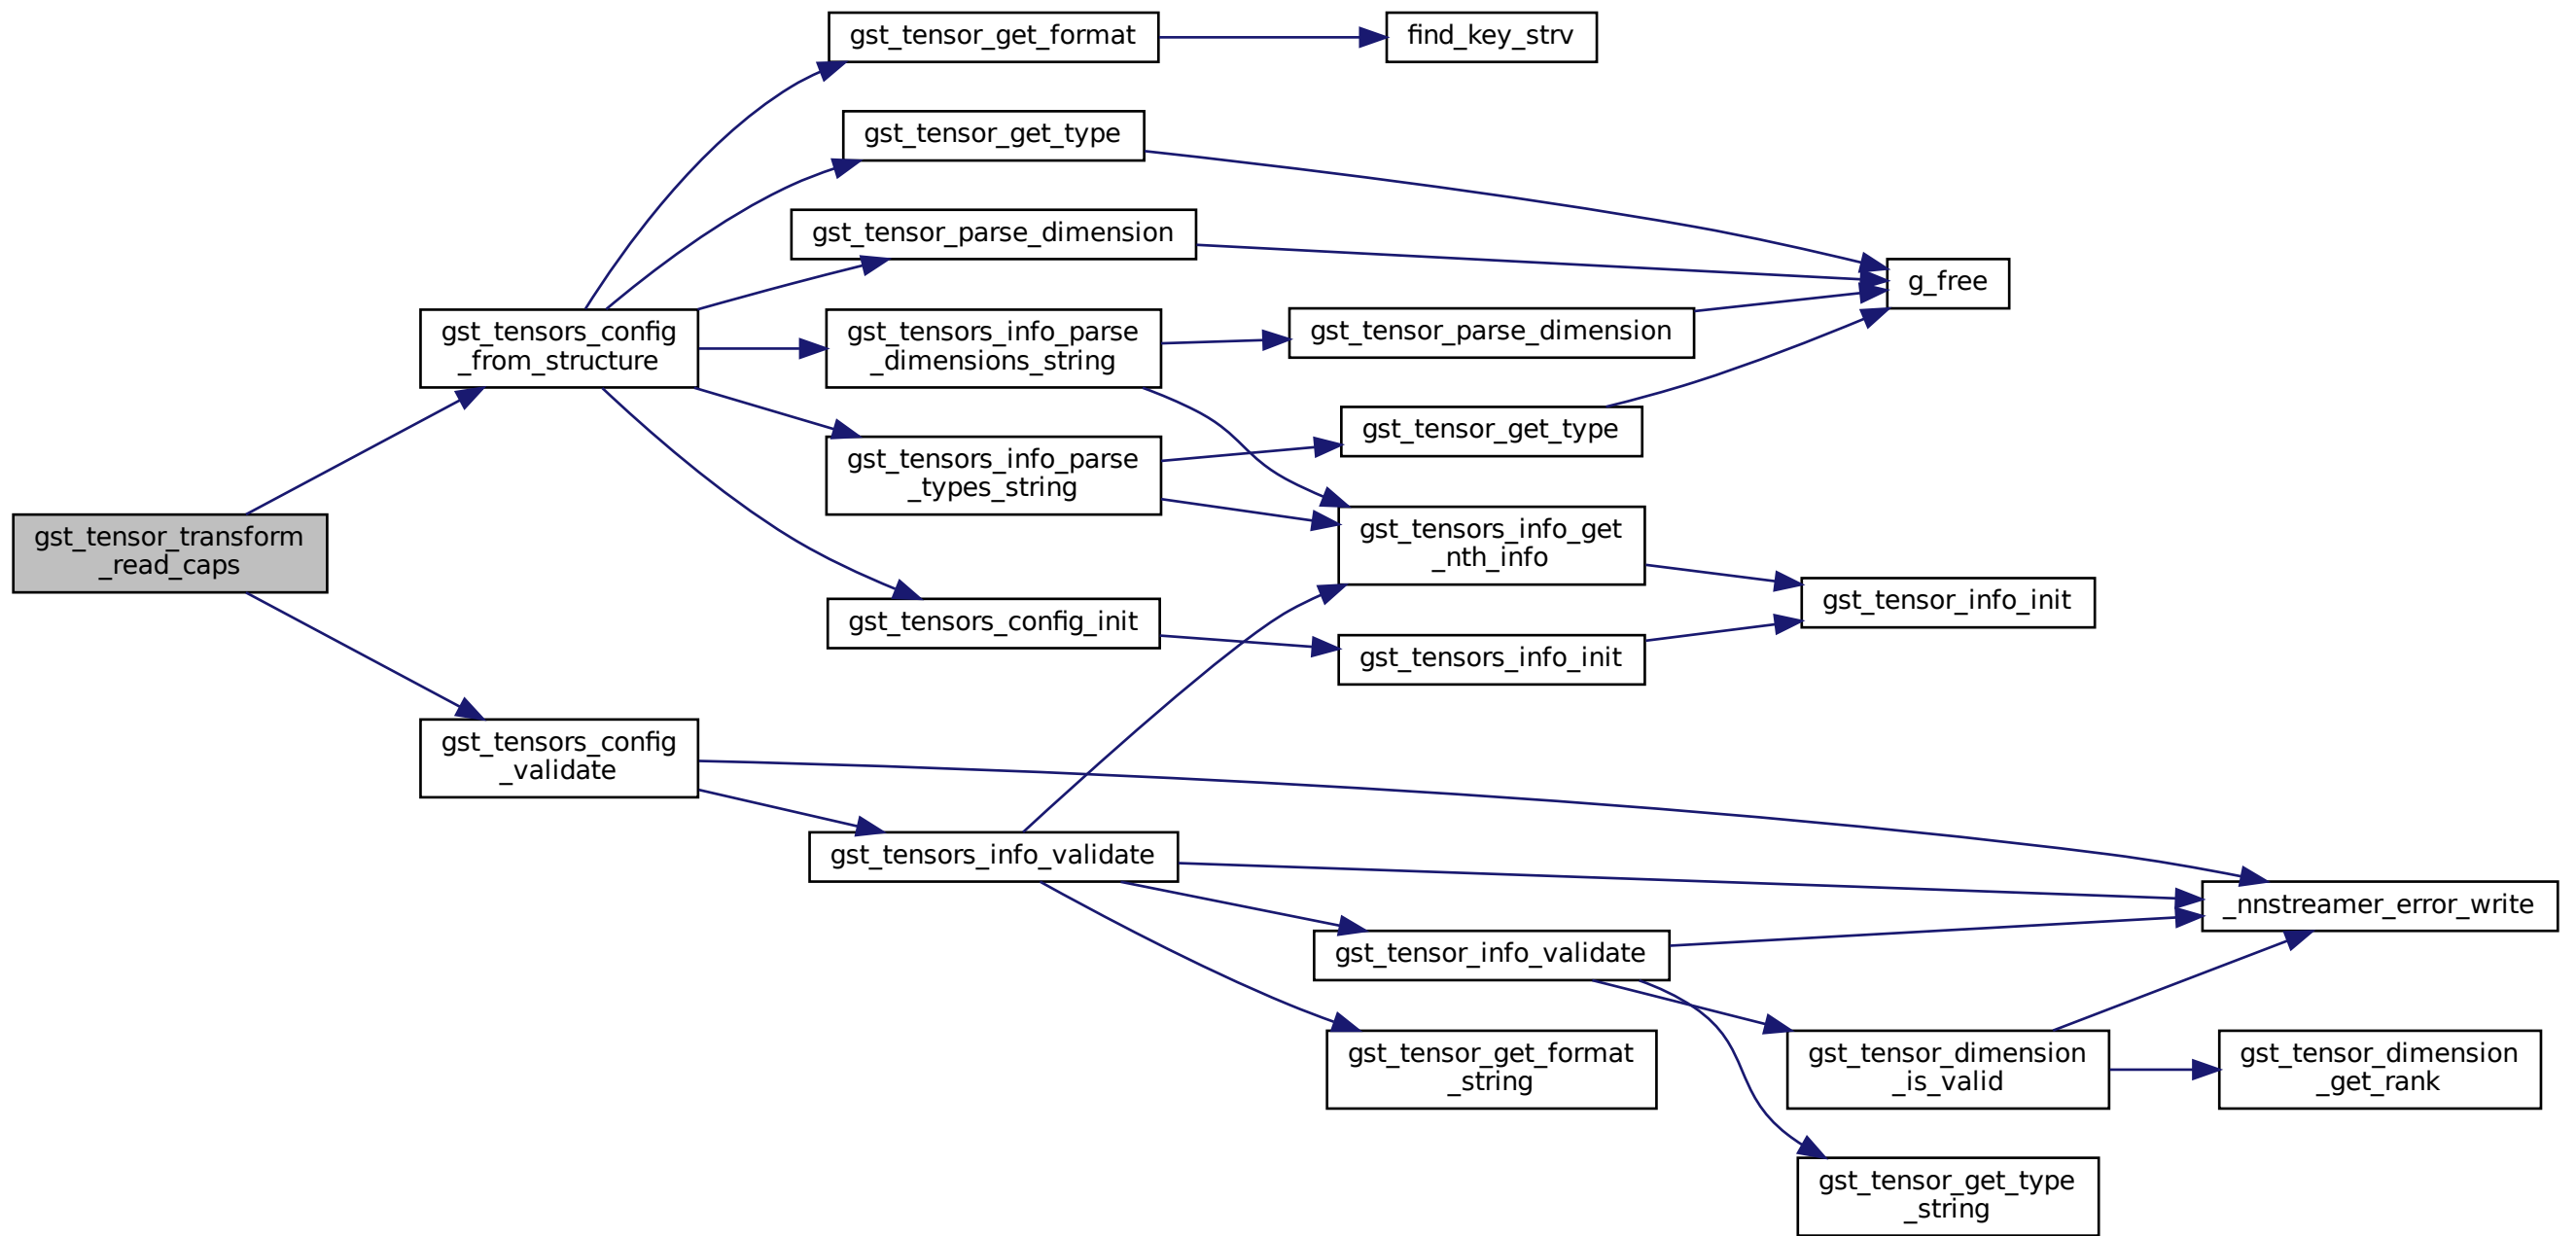 gst_tensor_transform
_read_caps
gst_tensors_config
_from_structure
gst_tensors_config
_validate
gst_tensor_get_format
gst_tensor_get_type
gst_tensor_parse_dimension
gst_tensors_info_parse
_dimensions_string
gst_tensors_info_parse
_types_string
gst_tensors_config_init
gst_tensors_info_validate
find_key_strv
gst_tensor_parse_dimension
gst_tensor_get_type
gst_tensors_info_get
_nth_info
gst_tensors_info_init
gst_tensor_info_validate
gst_tensor_get_format
_string
g_free
gst_tensor_info_init
gst_tensor_dimension
_is_valid
gst_tensor_get_type
_string
_nnstreamer_error_write
gst_tensor_dimension
_get_rank